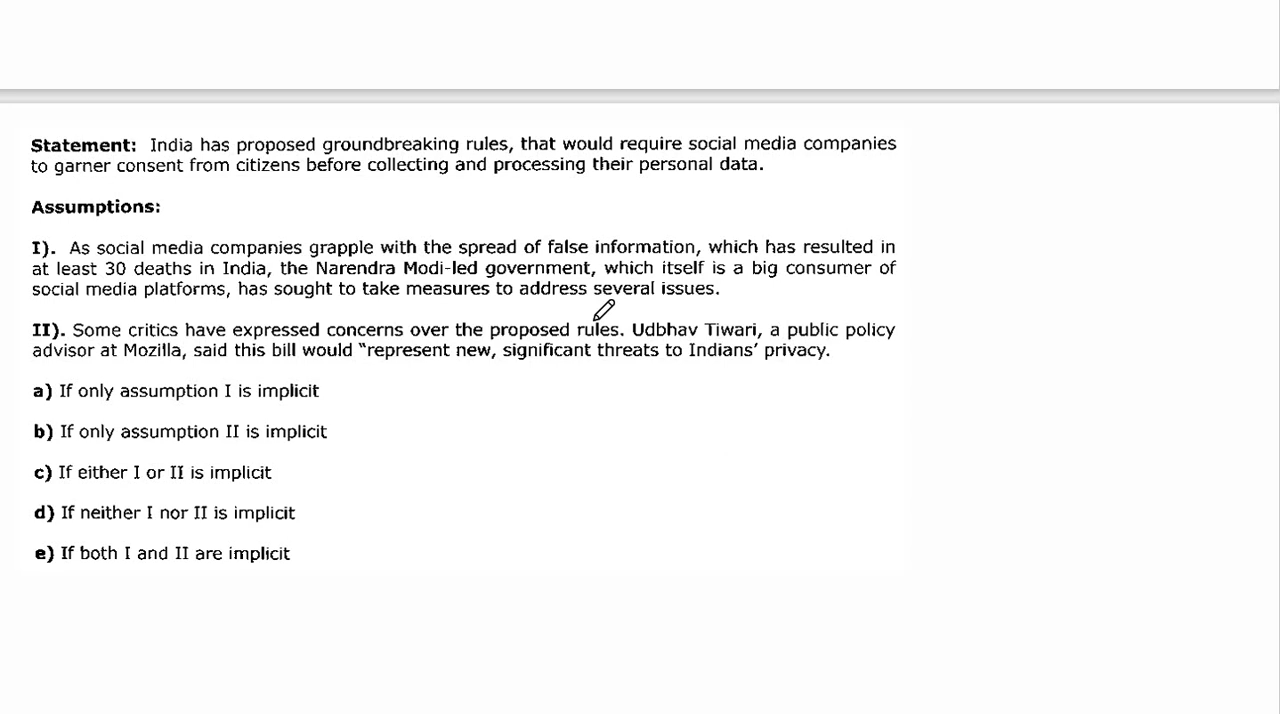 Statement: India has proposed groundbreaking rules, that would require social media companies
to garner consent from citizens before collecting and processing their personal data.
Assumptions:
I). As social media companies grapple with the spread of false information, which has resulted in
at least 30 deaths in India, the Narendra Modi-led government, which itself is a big consumer of
social media platforms, has sought to take measures to address several issues.
II). Some critics have expressed concerns over the proposed rules. Udbhav Tiwari, a public policy
advisor at Mozilla, said this bill would “represent new, significant threats to Indians’ privacy.
a) If only assumption I is implicit
b) If only assumption II is implicit
c) If either I or II is implicit
d) If neither I nor II is implicit
e) If both I and II are implicit